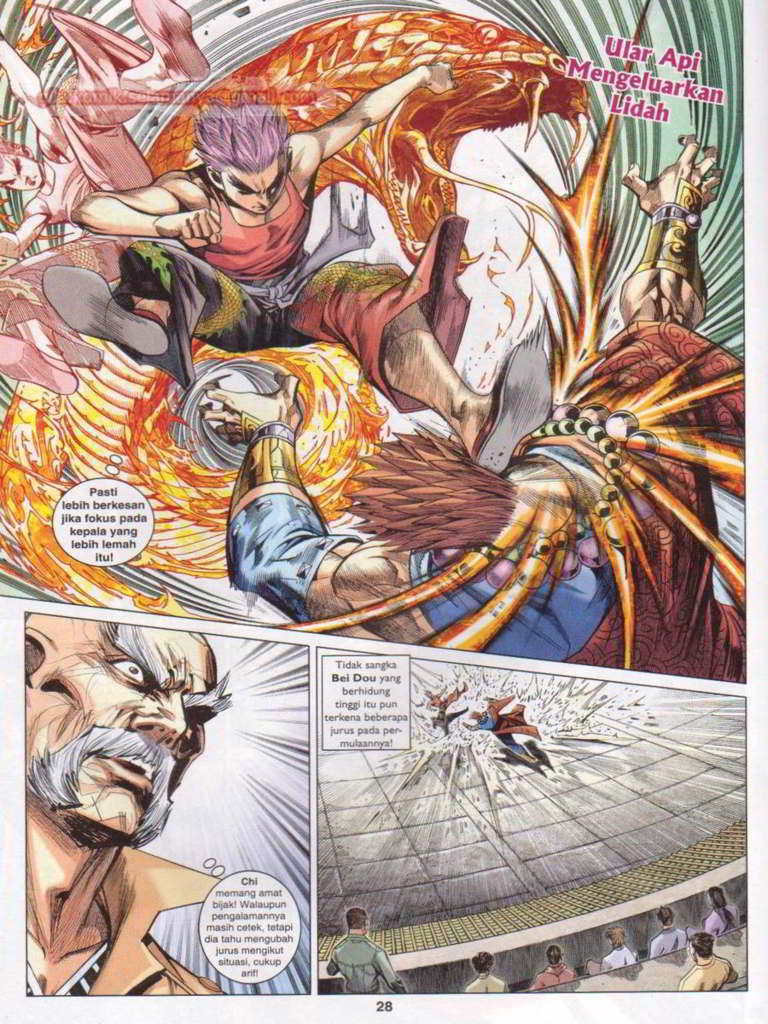 Ular Api
Mengeluarkan
Lidah
Pasti
lebih berkesan
jika fokus pada
kepala yang
lebih lemah
itu!
Tidak sangka
Bei Dou yang
berhidung
tinggi itu pun
terkena beberapa
jurus pada per-
mulaannya!
Chi
memang amat
bijak! Walaupun
pengalamannya
masih cetek, tetapi
dia tahu mengubah
jurus mengikut
situasi, cukup
arif!
28